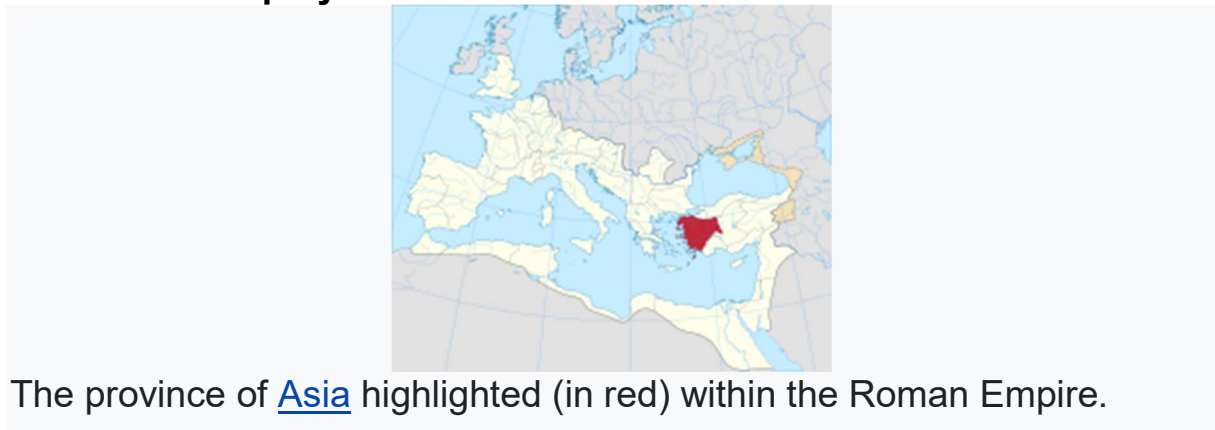 The province of Asia highlighted (in red) within the Roman Empire.